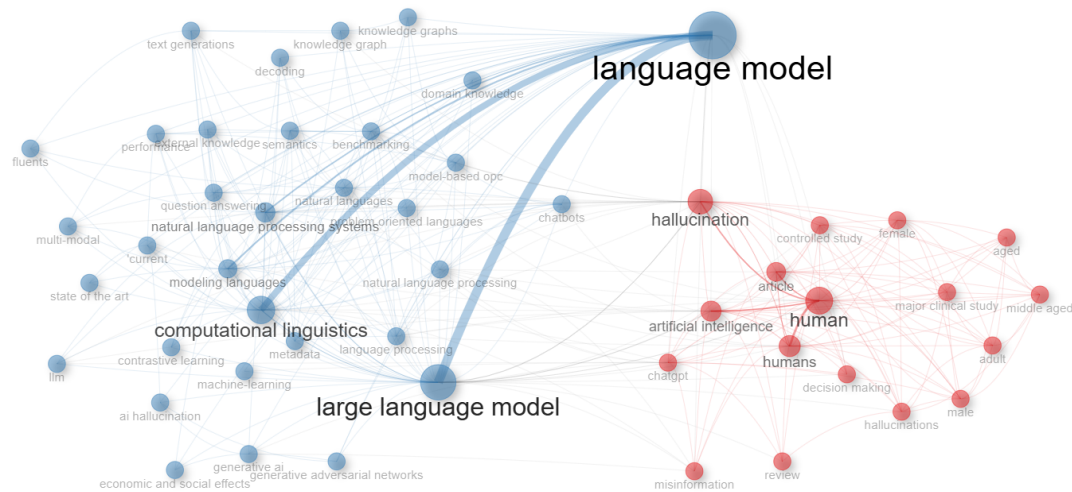 knowledge graphs
text generations
knowledge graph
language model
decoding
domain knowledge
performance
external knowledge
semantics
benchmarking
fluents
model-based opc
question answering
natural languages
problem oriented languages
chatbots
hallucination
natural language processing systems
multi-modal
controlled study
female
'current
aged
modeling languages
natural language processing
article
state of the art
major clinical study
middle aged
computational linguistics
artificial intelligence
human
metadata
language processing
contrastive learning
humans
adult
llm
machine-learning
chatgpt
decision making
large language model
ai hallucination
male
hallucinations
generative ai
generative adversarial networks
economic and social effects
review
misinformation